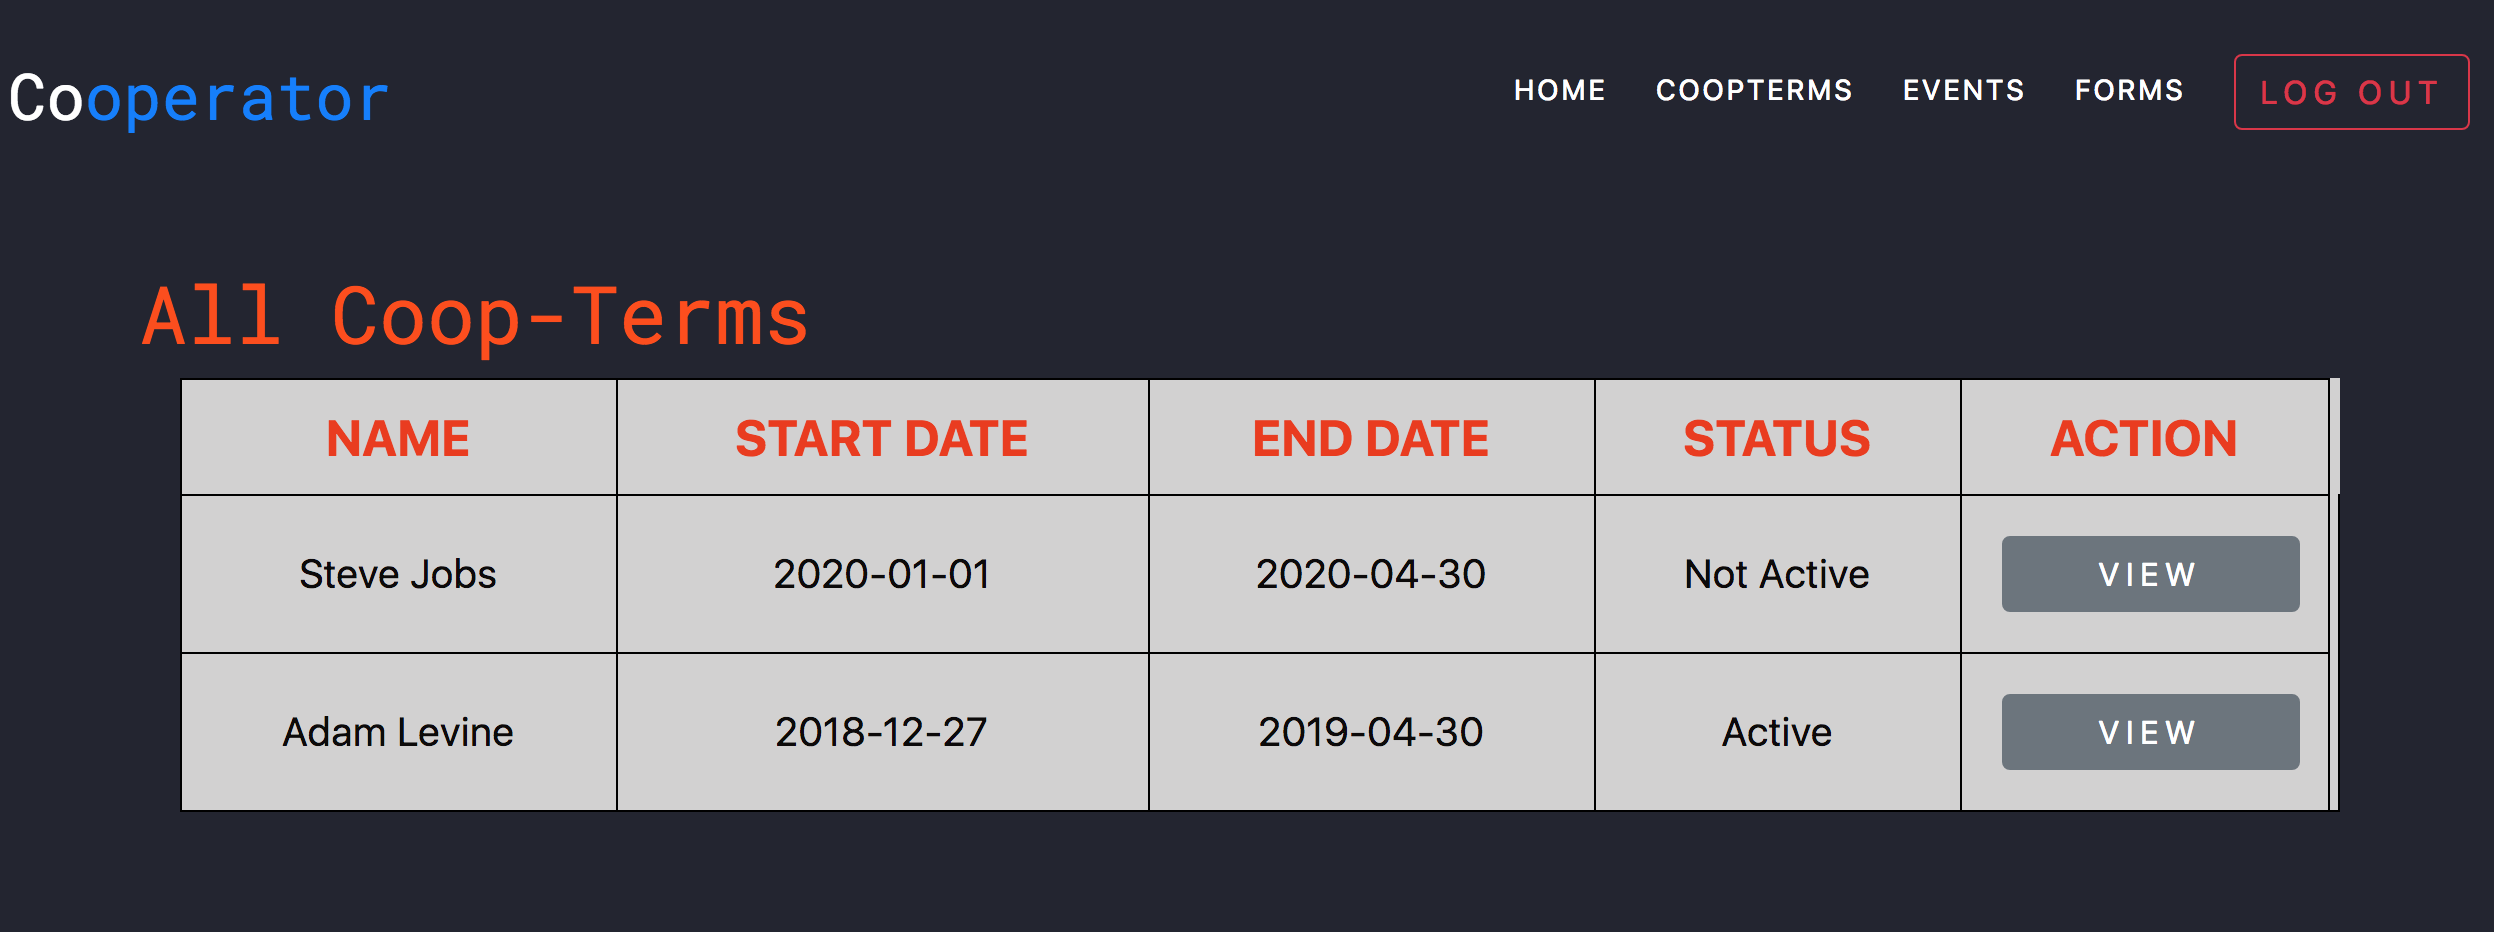 Cooperator HOME COOPTERMS EVENTS FORMS LOG OUT
All Coop-Terms
NAME START DATE END DATE STATUS ACTION
Steve Jobs 2020-01-01 2020-04-30 Not Active VIEW
Adam Levine 2018-12-27 2019-04-30 Active VIEW